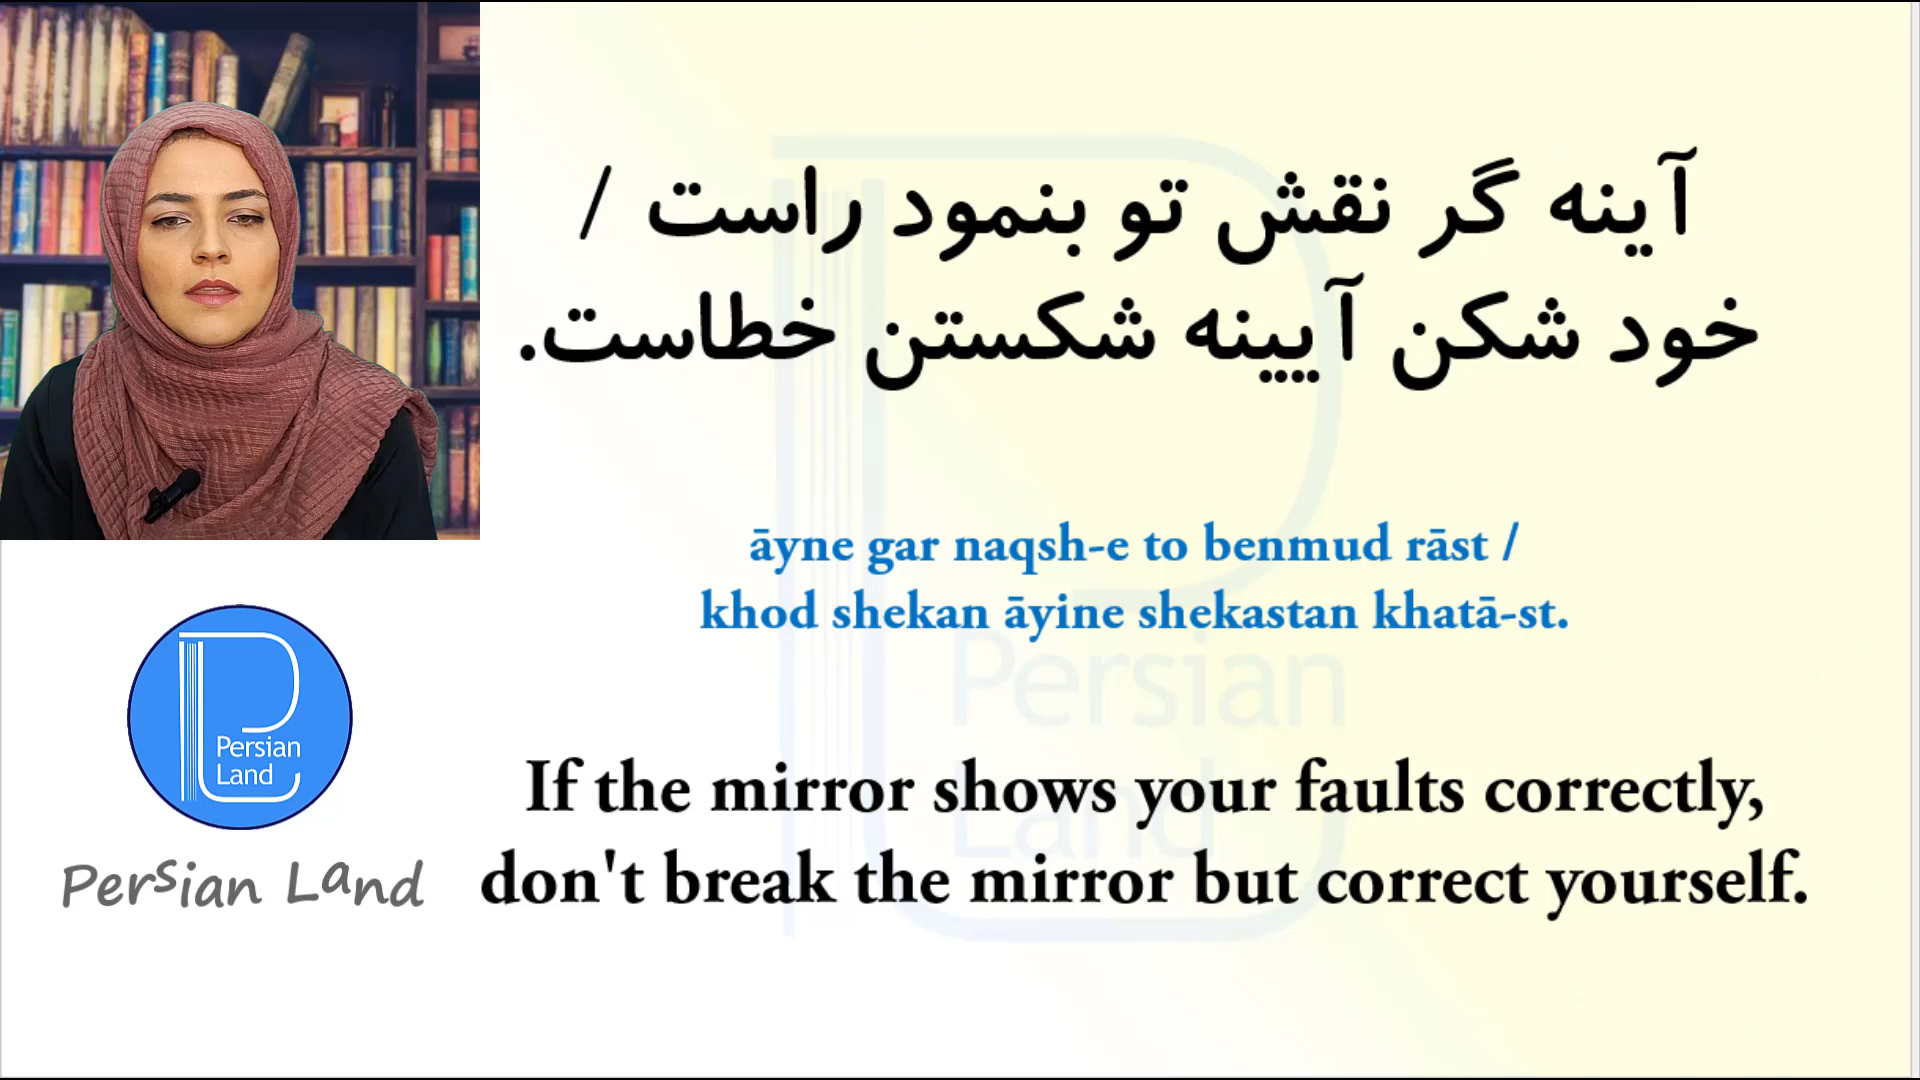 آینه گر نقش تو بنمود راست /
خود شکن آیینه شکستن خطاست.
āyne gar naqsh-e to benmud rāst /
khod shekan āyine shekastan khatā-st.
Persian
Land
If the mirror shows your faults correctly,
don't break the mirror but correct yourself.
Persian
Land
Persian Land